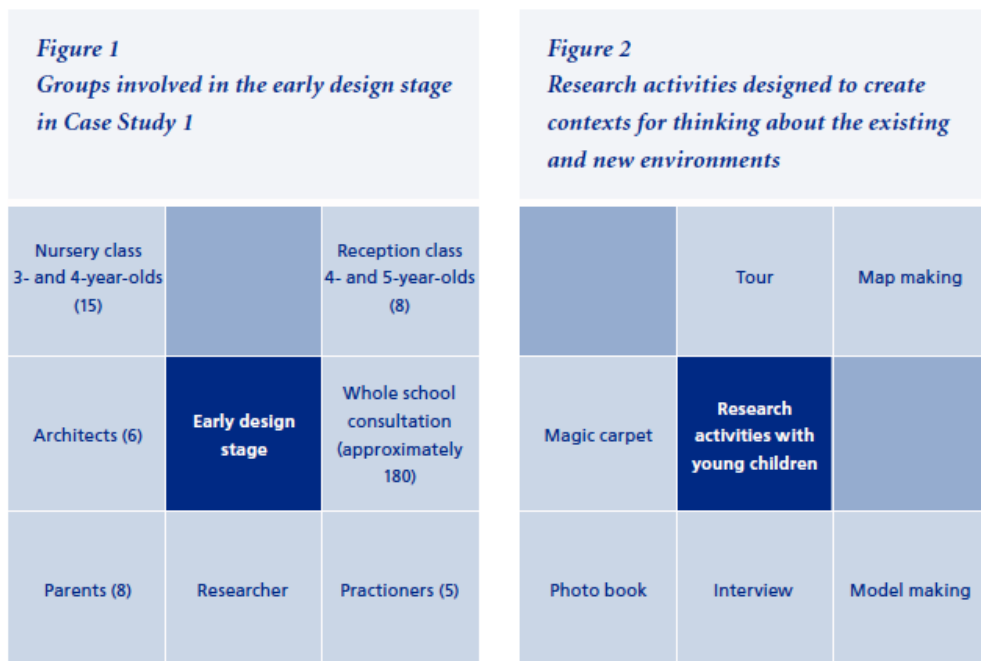 Figure 1
Groups involved in the early design stage
in Case Study 1
Nursery class
3- and 4-year-olds
(15)
Reception class
4- and 5-year-olds
(8)
Architects (6)
Early design
stage
Whole school
consultation
(approximately
180)
Parents (8)
Researcher
Practioners (5)
Figure 2
Research activities designed to create
contexts for thinking about the existing
and new environments
Tour
Map making
Magic carpet
Research
activities with
young children
Photo book
Interview
Model making